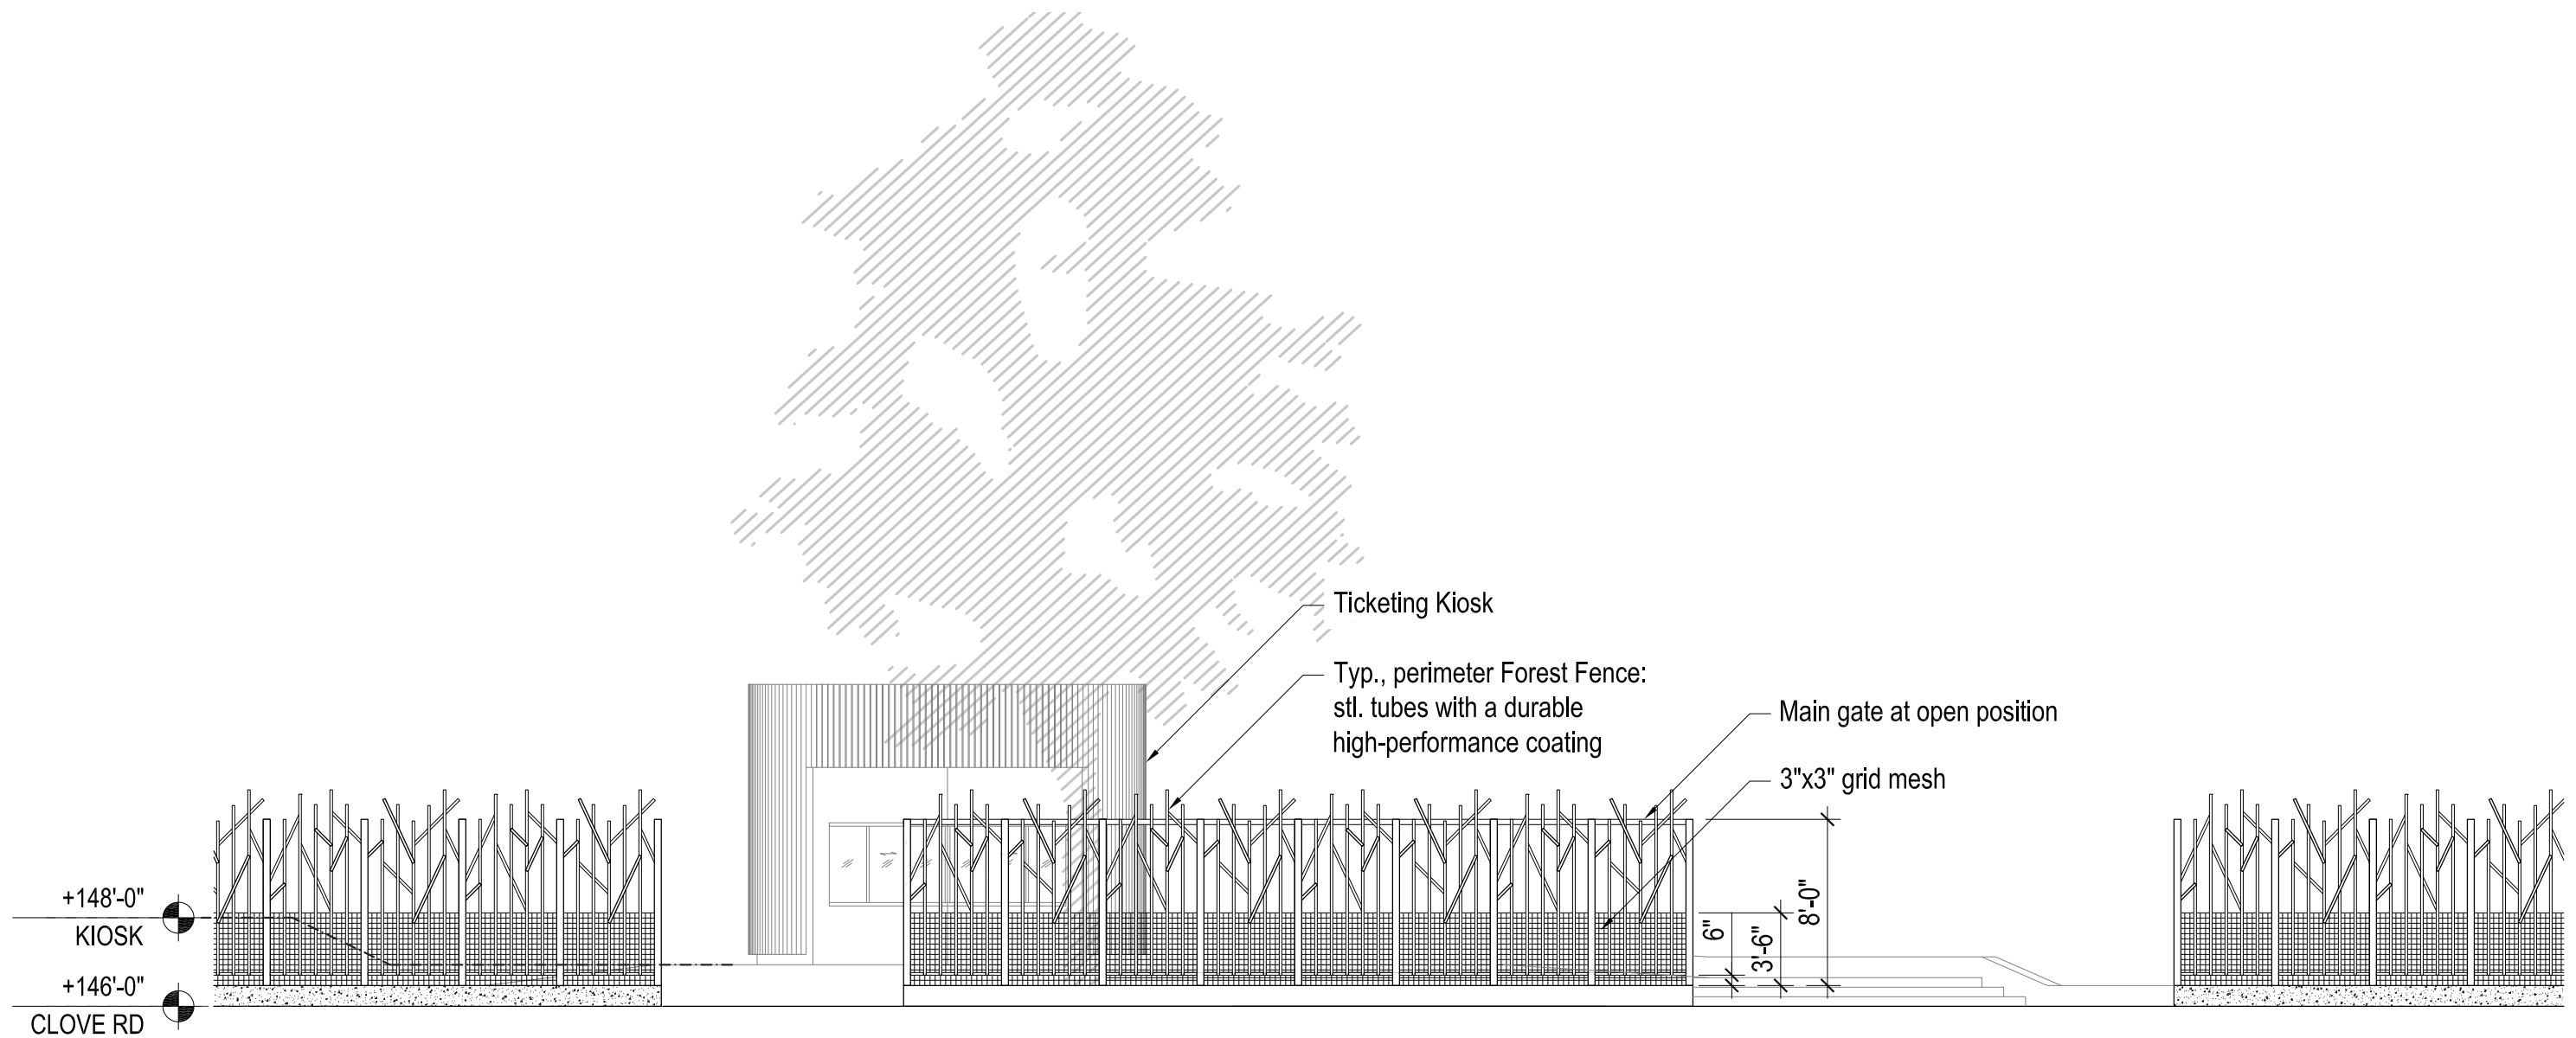 Ticketing Kiosk
Typ., perimeter Forest Fence:
stl. tubes with a durable
high-performance coating
Main gate at open position
3"x3" grid mesh
+148'-0"
KIOSK
+146'-0"
CLOVE RD
6"
3'-6"
8'-0"